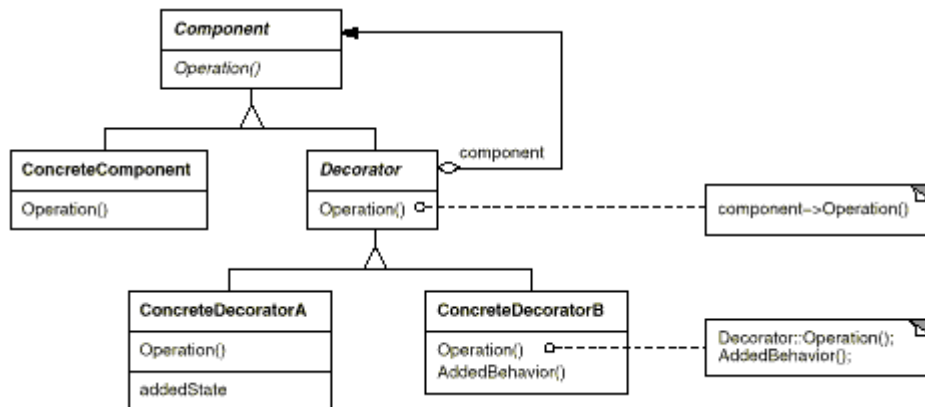 Component
Operation()
ConcreteComponent
Operation()
Decorator
Operation()
component
component->Operation()
ConcreteDecoratorA
Operation()
addedState
ConcreteDecoratorB
Operation()
AddedBehavior()
Decorator::Operation();
AddedBehavior();